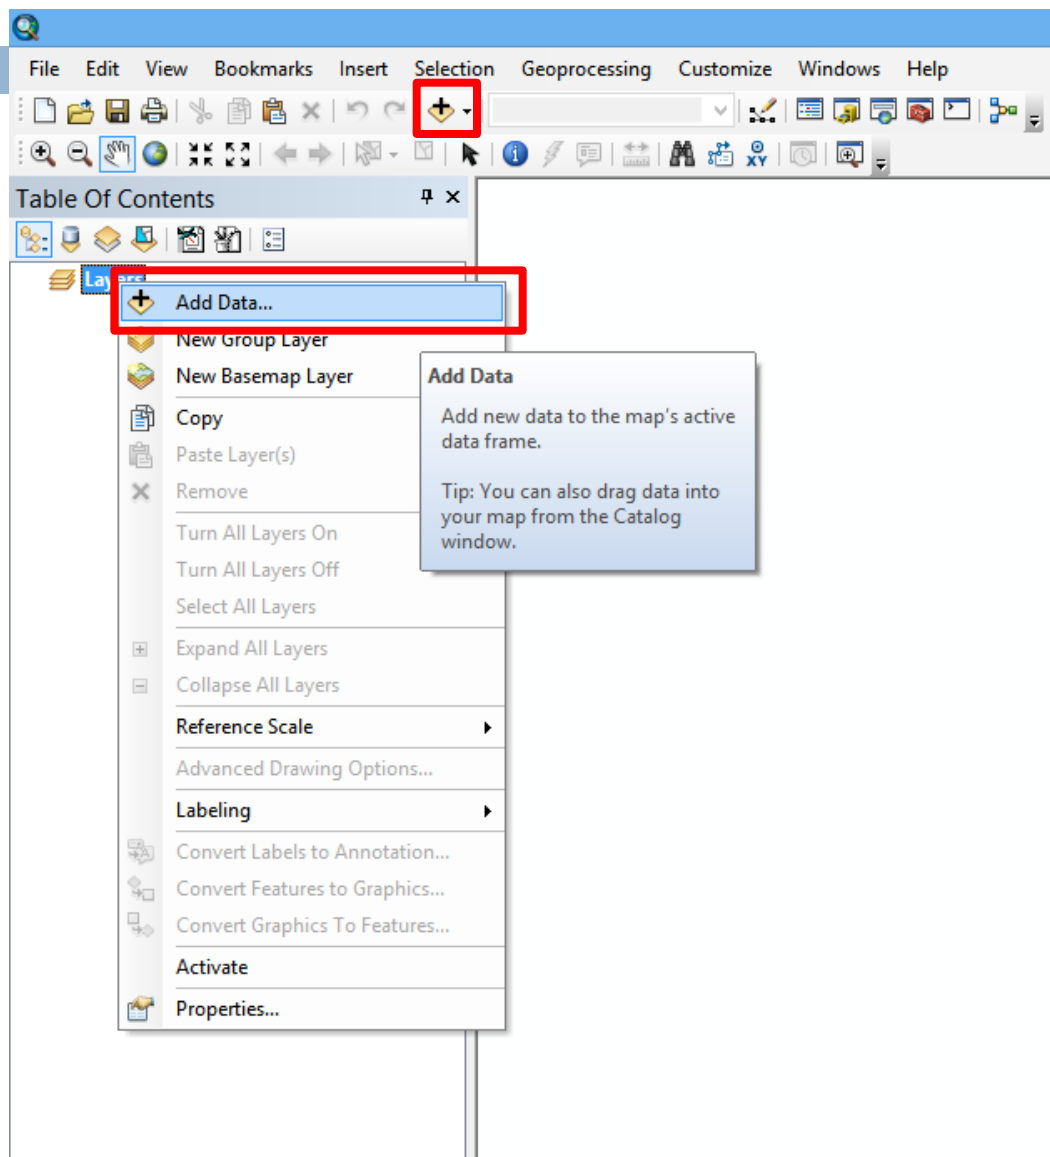 File Edit View Bookmarks Insert Selection Geoprocessing Customize Windows Help
XY
Table Of Contents
Layers
Add Data...
New Group Layer
New Basemap Layer
Add Data
Copy
Add new data to the map's active
data frame.
Paste Layer(s)
Remove
Tip: You can also drag data into
your map from the Catalog
window.
Turn All Layers On
Turn All Layers Off
Select All Layers
Expand All Layers
Collapse All Layers
Reference Scale
Advanced Drawing Options...
Labeling
Convert Labels to Annotation...
Convert Features to Graphics...
Convert Graphics To Features...
Activate
Properties...